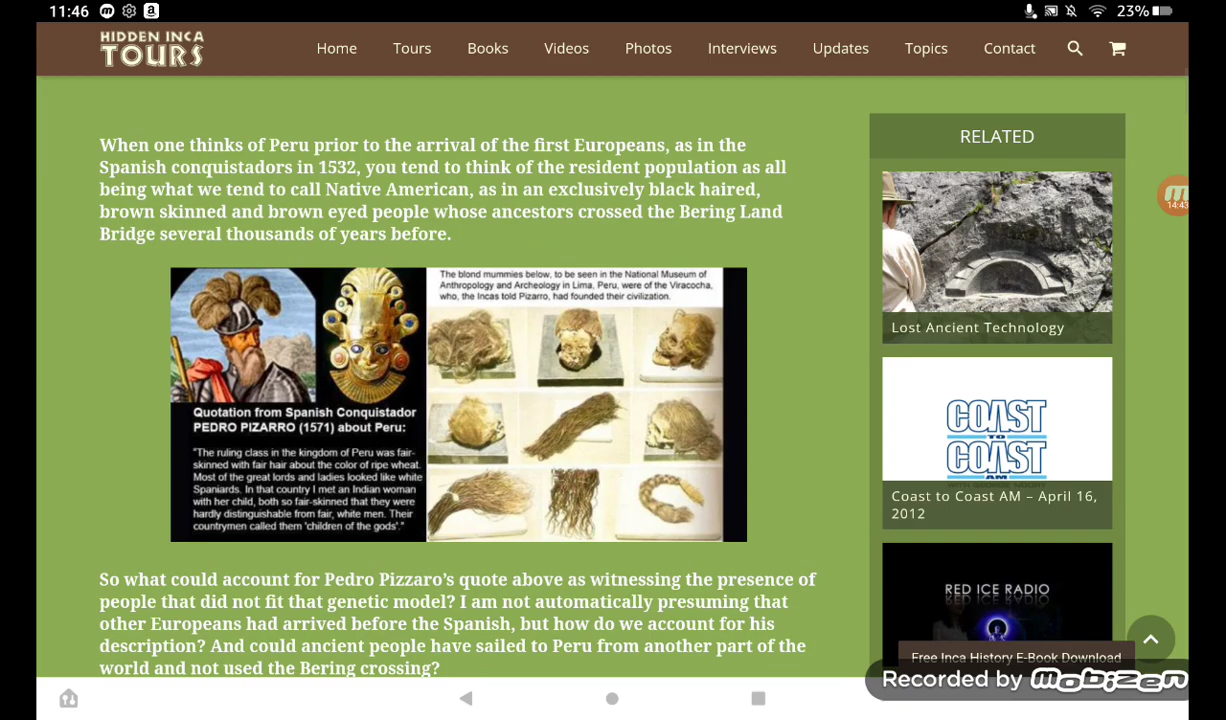 11:46
23%
HIDDEN INCA
TOURS
Home Tours Books Videos Photos Interviews Updates Topics Contact
When one thinks of Peru prior to the arrival of the first Europeans, as in the
Spanish conquistadors in 1532, you tend to think of the resident population as all
being what we tend to call Native American, as in an exclusively black haired,
brown skinned and brown eyed people whose ancestors crossed the Bering Land
Bridge several thousands of years before.
The blond mummies below, to be seen in the National Museum of
Anthropology and Archeology in Lima, Peru, were of the Viracocha,
who, the Incas told Pizarro, had founded their civilization.
Quotation from Spanish Conquistador
PEDRO PIZARRO (1571) about Peru:
"The ruling class in the kingdom of Peru was fair-
skinned with fair hair about the color of ripe wheat.
Most of the great lords and ladies looked like white
Spaniards. In that country I met an Indian woman
with her child, both so fair-skinned that they were
hardly distinguishable from fair, white men. Their
countrymen called them 'children of the gods'."
So what could account for Pedro Pizzaro's quote above as witnessing the presence of
people that did not fit that genetic model? I am not automatically presuming that
other Europeans had arrived before the Spanish, but how do we account for his
description? And could ancient people have sailed to Peru from another part of the
world and not used the Bering crossing?
RELATED
Lost Ancient Technology
COAST
TO
COAST
AM
Coast to Coast AM – April 16,
2012
RED ICE RADIO
Free Inca History E-Book Download
14:43
Recorded by mobizen